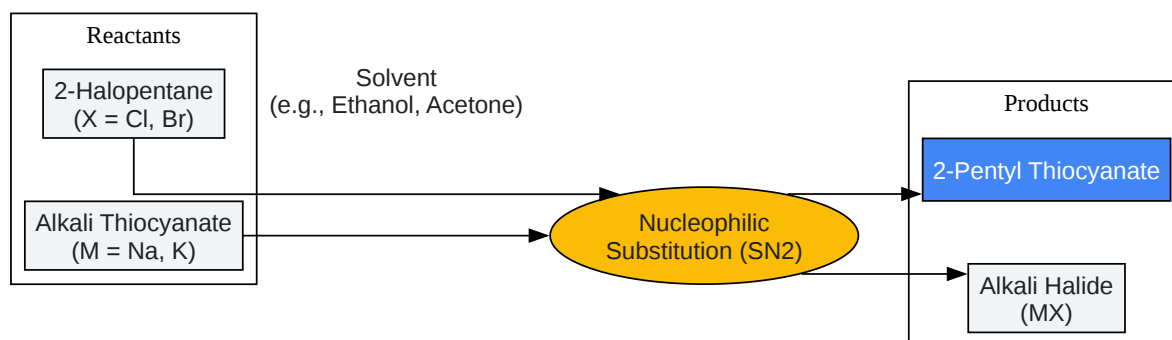 Reactants
2-Halopentane
(X = Cl, Br)
Alkali Thiocyanate
(M = Na, K)
Solvent
(e.g., Ethanol, Acetone)
Nucleophilic
Substitution (SN2)
Products
2-Pentyl Thiocyanate
Alkali Halide
(MX)